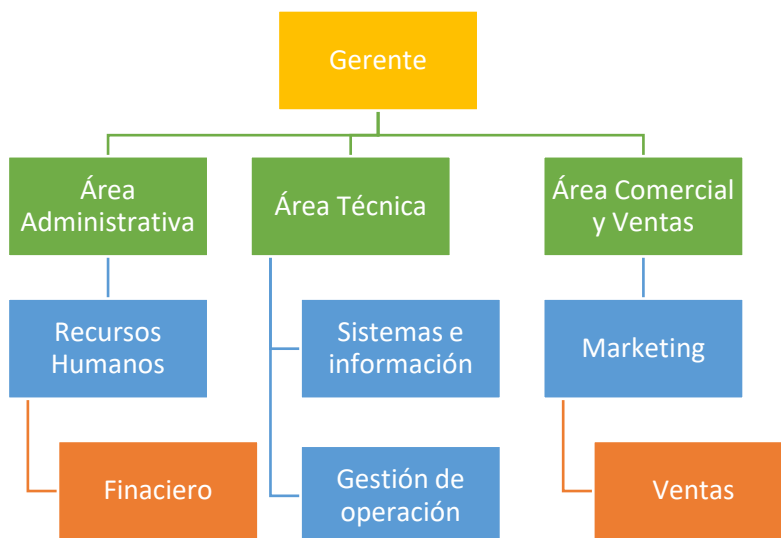 Gerente
Área
Administrativa
Área Técnica
Área Comercial
y Ventas
Recursos
Humanos
Sistemas e
información
Marketing
Finaciero
Gestión de
operación
Ventas